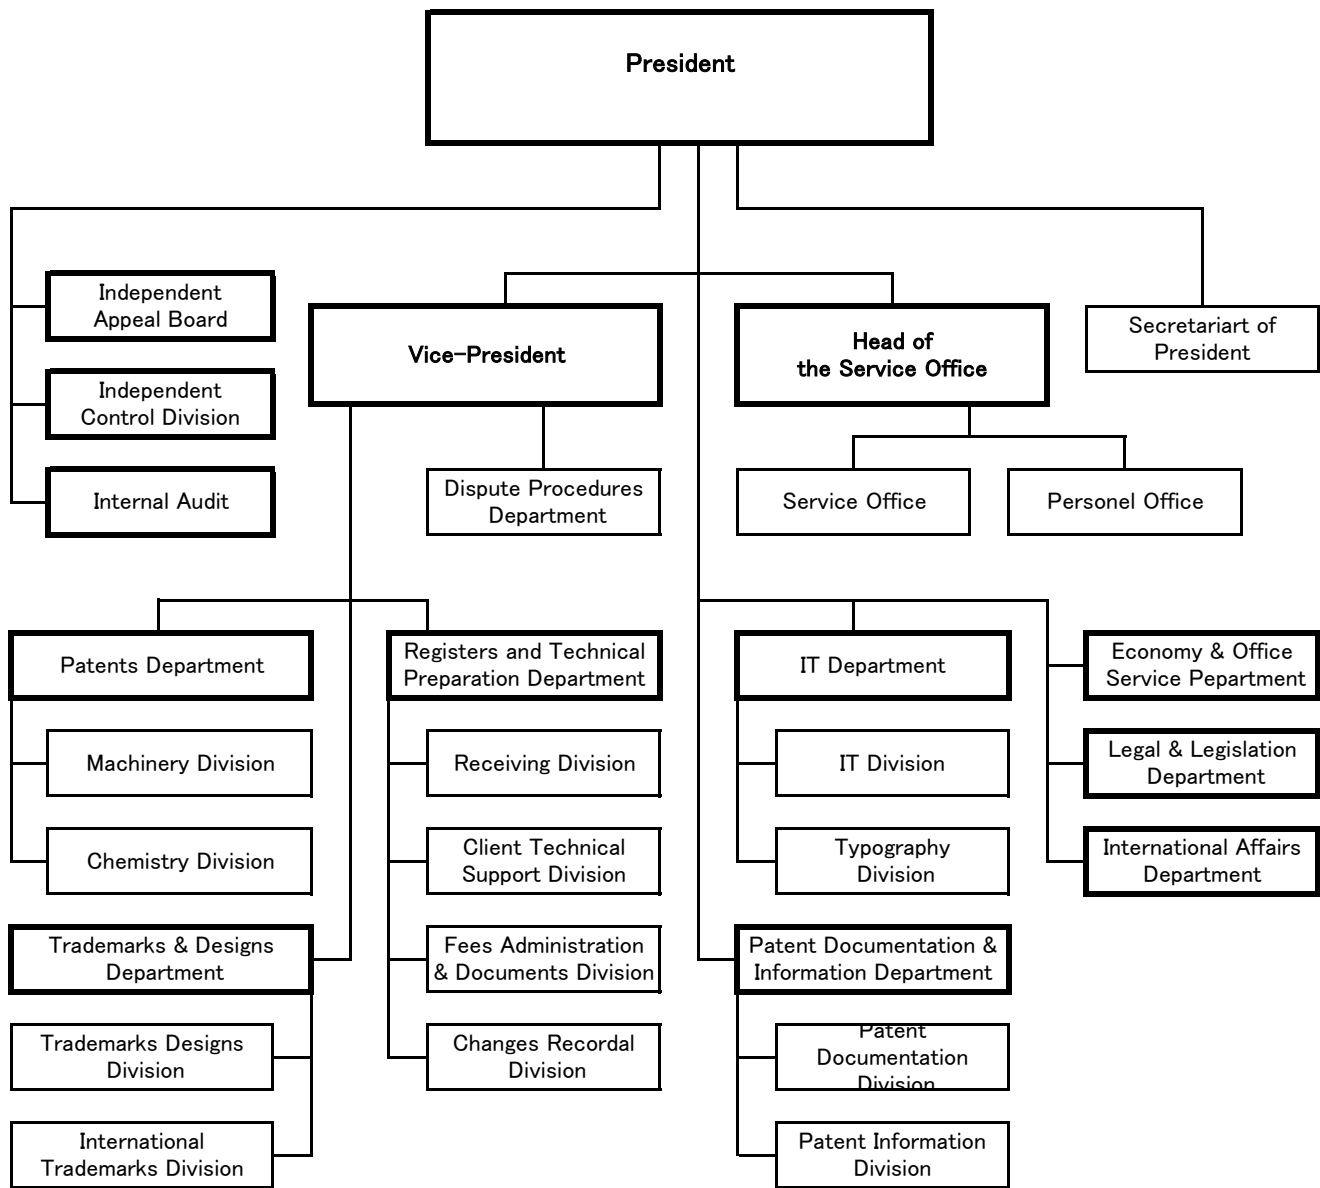 President
Independent
Appeal Board
Independent
Control Division
Internal Audit
Vice-President
Dispute Procedures
Department
Head of
the Service Office
Service Office
Personel Office
Secretariart of
President
Patents Department
Machinery Division
Chemistry Division
Trademarks & Designs
Department
Trademarks Designs
Division
International
Trademarks Division
Registers and Technical
Preparation Department
Receiving Division
Client Technical
Support Division
Fees Administration
& Documents Division
Changes Recordal
Division
IT Department
IT Division
Typography
Division
Patent Documentation &
Information Department
Patent
Documentation
Division
Patent Information
Division
Economy & Office
Service Pepartment
Legal & Legislation
Department
International Affairs
Department